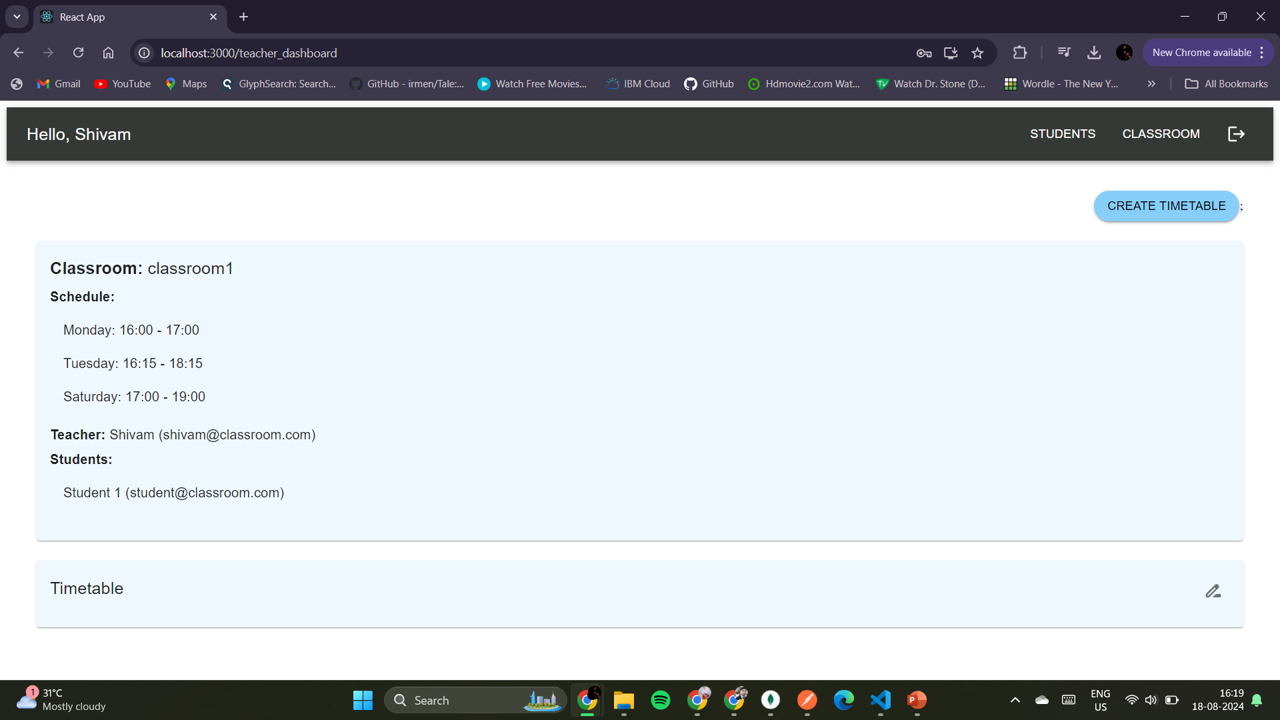 React App
localhost:3000/teacher_dashboard
New Chrome available
Gmail YouTube Maps GlyphSearch: Search... GitHub - irmen/Tale:... Watch Free Movies... IBM Cloud GitHub Hdmovie2.com Wat... Watch Dr. Stone (D... Wordle - The New Y... » All Bookmarks
Hello, Shivam STUDENTS CLASSROOM
CREATE TIMETABLE ;
Classroom: classroom1
Schedule:
Monday: 16:00 - 17:00
Tuesday: 16:15 - 18:15
Saturday: 17:00 - 19:00
Teacher: Shivam (shivam@classroom.com)
Students:
Student 1 (student@classroom.com)
Timetable
1
31°C
Mostly cloudy
Search
ENG
US
16:19
18-08-2024